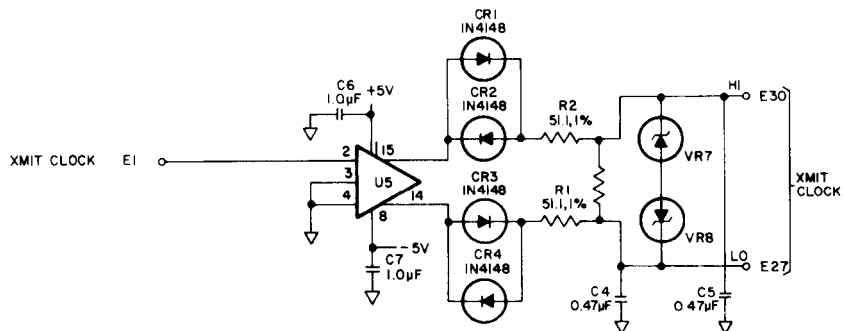 CR1
1N4148
C6
1.0µF
+5V
CR2
1N4148
R2
51.1,1%
HI
E30
XMIT CLOCK E1
2
15
3
U5
4
14
8
-5V
C7
1.0µF
CR3
1N4148
R1
51.1,1%
CR4
1N4148
VR7
VR8
XMIT
CLOCK
LO
E27
C4
0.47µF
C5
0.47µF